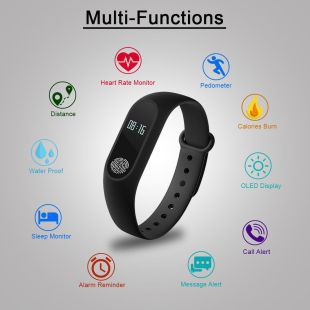 Multi-Functions
Heart Rate Monitor
Pedometer
Distance
Calories Burn
08:16
Water Proof
OLED Display
Sleep Monitor
Call Alert
Alarm Reminder
Message Alert